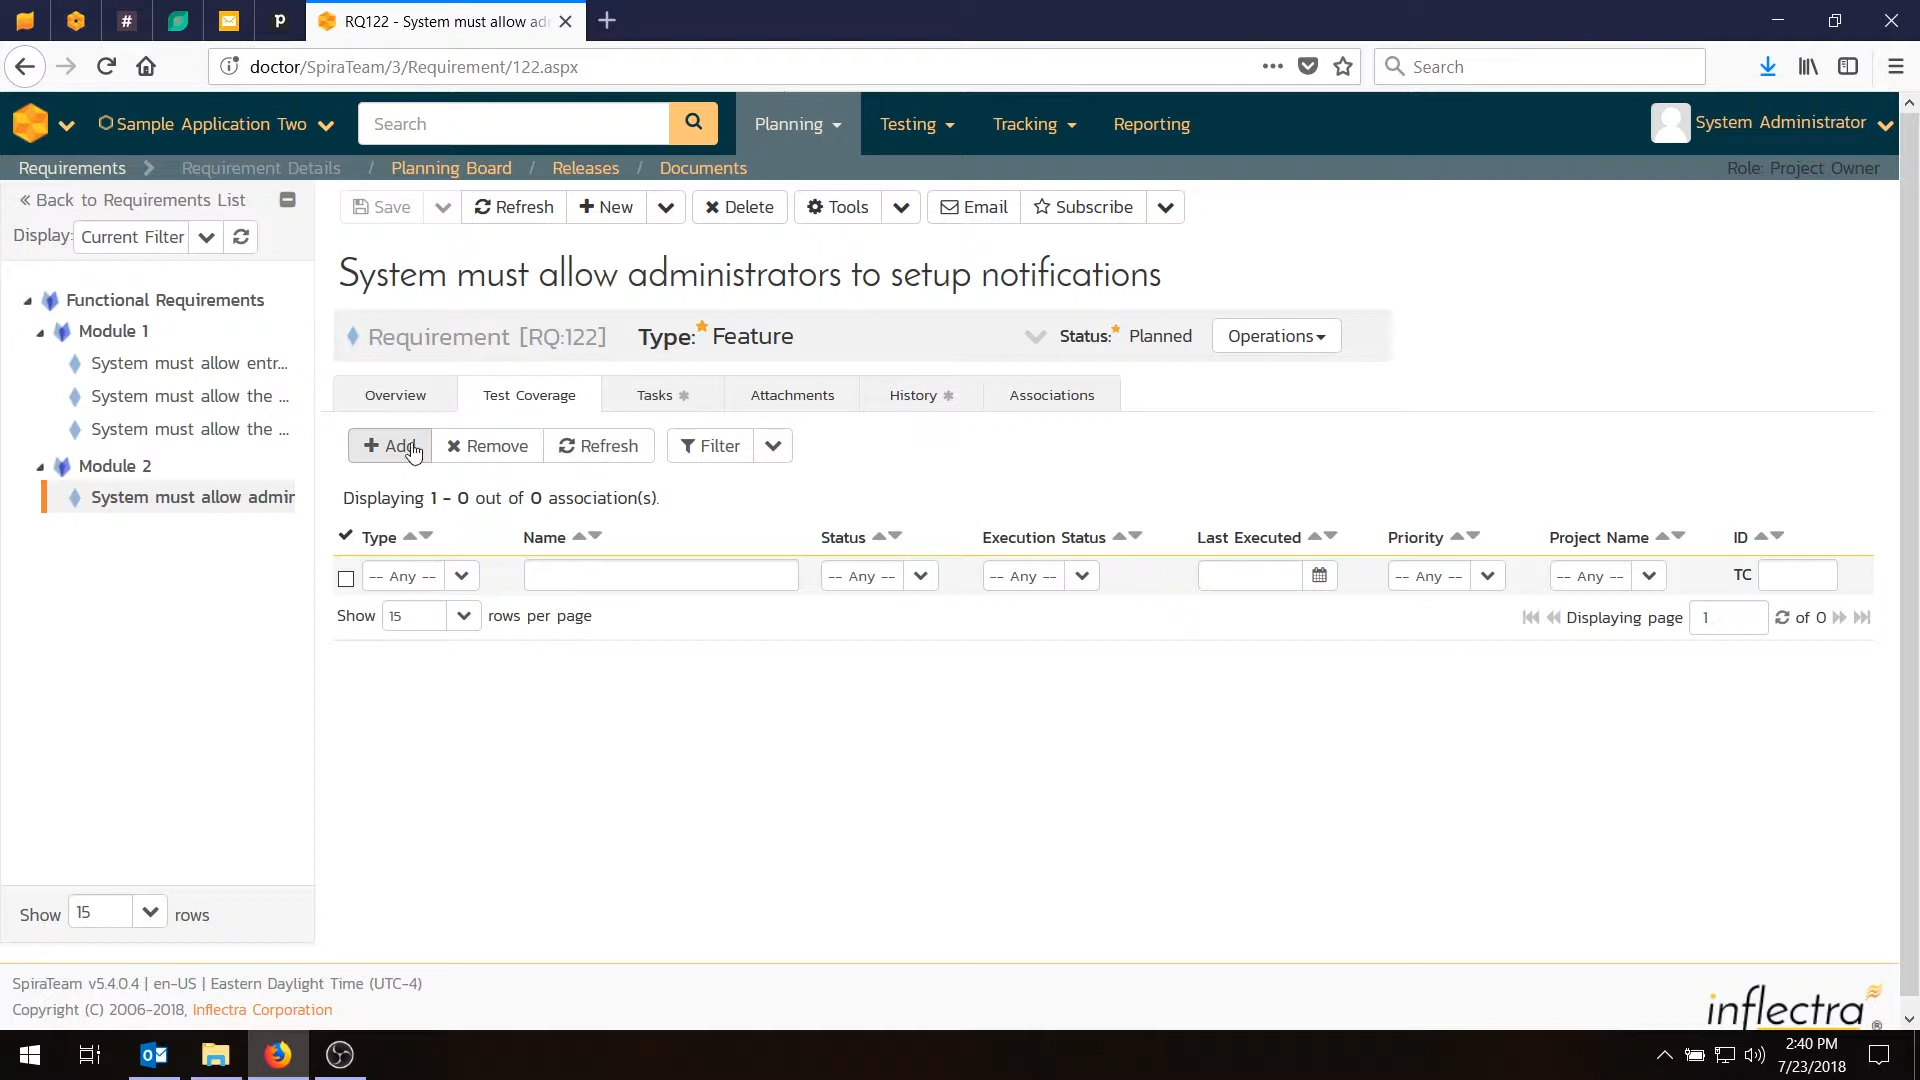 # p RQ122 - System must allow adm
doctor/SpiraTeam/3/Requirement/122.aspx Search
Sample Application Two Search Planning Testing Tracking Reporting System Administrator
Requirements Requirement Details / Planning Board / Releases / Documents Role: Project Owner
« Back to Requirements List
Save Refresh New Delete Tools Email Subscribe
Display: Current Filter
System must allow administrators to setup notifications
Functional Requirements
Module 1
System must allow entr...
System must allow the ...
System must allow the ...
Module 2
System must allow admin
Requirement [RQ:122] Type: Feature Status: Planned Operations
Overview Test Coverage Tasks Attachments History Associations
Add Remove Refresh Filter
Displaying 1 - 0 out of 0 association(s).
Type Name Status Execution Status Last Executed Priority Project Name ID
-- Any -- -- Any -- -- Any -- -- Any -- -- Any -- TC
Show 15 rows per page Displaying page 1 of 0
Show 15 rows
SpiraTeam v5.4.0.4 | en-US | Eastern Daylight Time (UTC-4)
Copyright (C) 2006-2018, Inflectra Corporation
inflectra ®
2:40 PM
7/23/2018